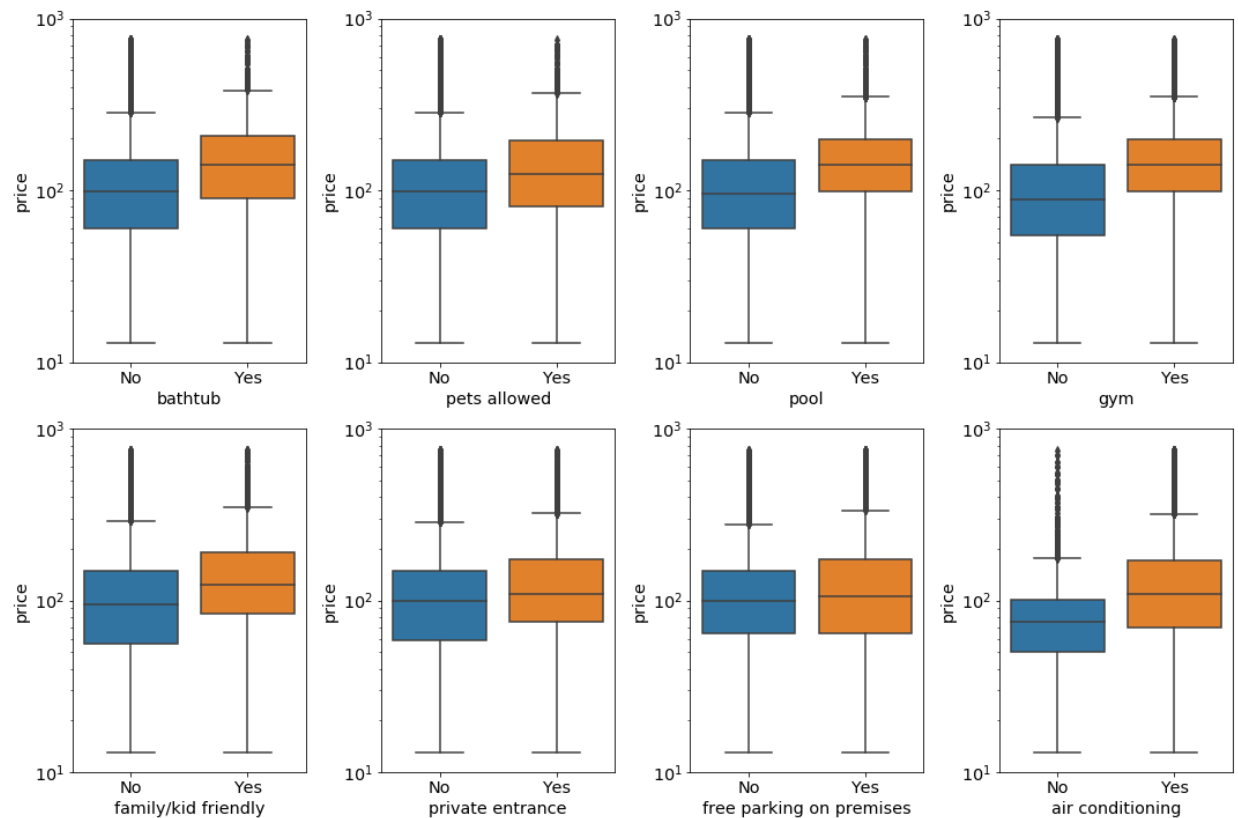 10³
10²
10¹
price
No Yes
bathtub
10³
10²
10¹
price
No Yes
pets allowed
10³
10²
10¹
price
No Yes
pool
10³
10²
10¹
price
No Yes
gym
10³
10²
10¹
price
No Yes
family/kid friendly
10³
10²
10¹
price
No Yes
private entrance
10³
10²
10¹
price
No Yes
free parking on premises
10³
10²
10¹
price
No Yes
air conditioning